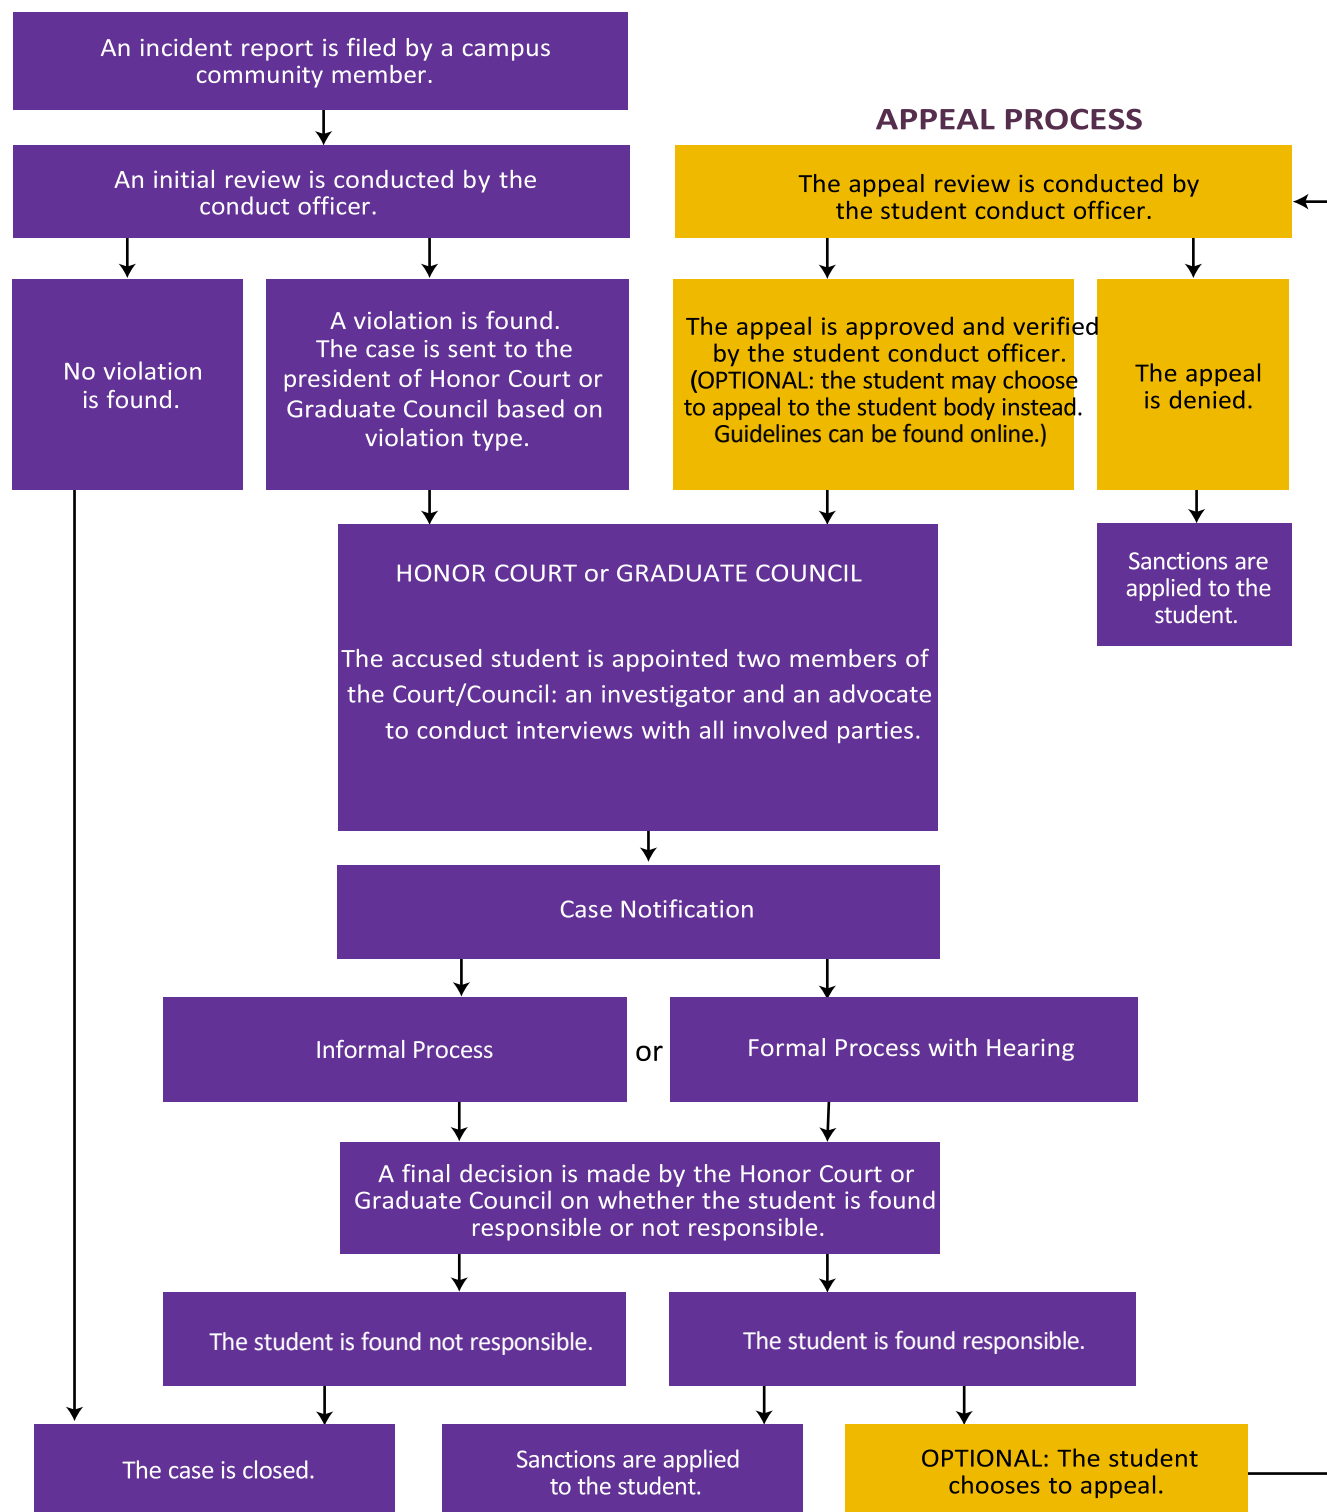 An incident report is filed by a campus
community member.
An initial review is conducted by the
conduct officer.
No violation
is found.
A violation is found.
The case is sent to the
president of Honor Court or
Graduate Council based on
violation type.
APPEAL PROCESS
The appeal review is conducted by
the student conduct officer.
The appeal is approved and verified
by the student conduct officer.
(OPTIONAL: the student may choose
to appeal to the student body instead.
Guidelines can be found online.)
The appeal
is denied.
Sanctions are
applied to the
student.
HONOR COURT or GRADUATE COUNCIL
The accused student is appointed two members of
the Court/Council: an investigator and an advocate
to conduct interviews with all involved parties.
Case Notification
Informal Process
or
Formal Process with Hearing
A final decision is made by the Honor Court or
Graduate Council on whether the student is found
responsible or not responsible.
The student is found not responsible.
The student is found responsible.
The case is closed.
Sanctions are applied
to the student.
OPTIONAL: The student
chooses to appeal.